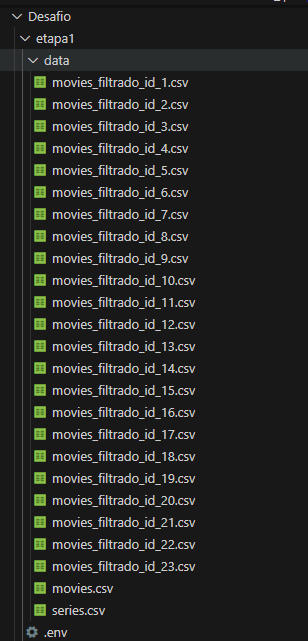 Desafio
etapa1
data
movies_filtrado_id_1.csv
movies_filtrado_id_2.csv
movies_filtrado_id_3.csv
movies_filtrado_id_4.csv
movies_filtrado_id_5.csv
movies_filtrado_id_6.csv
movies_filtrado_id_7.csv
movies_filtrado_id_8.csv
movies_filtrado_id_9.csv
movies_filtrado_id_10.csv
movies_filtrado_id_11.csv
movies_filtrado_id_12.csv
movies_filtrado_id_13.csv
movies_filtrado_id_14.csv
movies_filtrado_id_15.csv
movies_filtrado_id_16.csv
movies_filtrado_id_17.csv
movies_filtrado_id_18.csv
movies_filtrado_id_19.csv
movies_filtrado_id_20.csv
movies_filtrado_id_21.csv
movies_filtrado_id_22.csv
movies_filtrado_id_23.csv
movies.csv
series.csv
.env